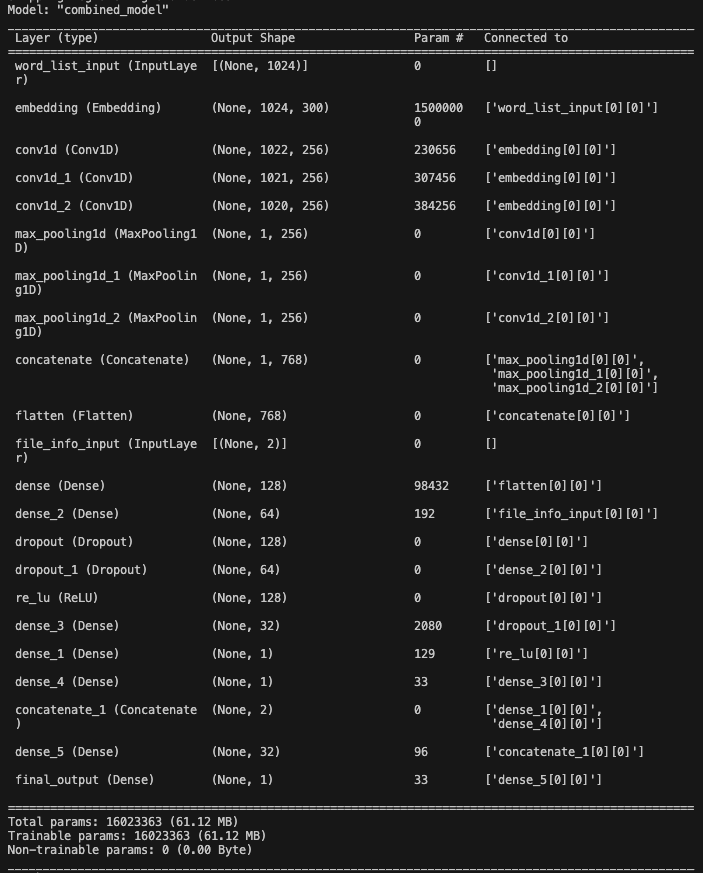 Model: "combined_model"
Layer (type) Output Shape Param # Connected to
word_list_input (InputLaye [(None, 1024)] 0 []
r)
embedding (Embedding) (None, 1024, 300) 1500000 ['word_list_input[0][0]']
0
conv1d (Conv1D) (None, 1022, 256) 230656 ['embedding[0][0]']
conv1d_1 (Conv1D) (None, 1021, 256) 307456 ['embedding[0][0]']
conv1d_2 (Conv1D) (None, 1020, 256) 384256 ['embedding[0][0]']
max_pooling1d (MaxPooling1 (None, 1, 256) 0 ['conv1d[0][0]']
D)
max_pooling1d_1 (MaxPoolin (None, 1, 256) 0 ['conv1d_1[0][0]']
g1D)
max_pooling1d_2 (MaxPoolin (None, 1, 256) 0 ['conv1d_2[0][0]']
g1D)
concatenate (Concatenate) (None, 1, 768) 0 ['max_pooling1d[0][0]',
'max_pooling1d_1[0][0]',
'max_pooling1d_2[0][0]']
flatten (Flatten) (None, 768) 0 ['concatenate[0][0]']
file_info_input (InputLaye [(None, 2)] 0 []
r)
dense (Dense) (None, 128) 98432 ['flatten[0][0]']
dense_2 (Dense) (None, 64) 192 ['file_info_input[0][0]']
dropout (Dropout) (None, 128) 0 ['dense[0][0]']
dropout_1 (Dropout) (None, 64) 0 ['dense_2[0][0]']
re_lu (ReLU) (None, 128) 0 ['dropout[0][0]']
dense_3 (Dense) (None, 32) 2080 ['dropout_1[0][0]']
dense_1 (Dense) (None, 1) 129 ['re_lu[0][0]']
dense_4 (Dense) (None, 1) 33 ['dense_3[0][0]']
concatenate_1 (Concatenate (None, 2) 0 ['dense_1[0][0]',
) 'dense_4[0][0]']
dense_5 (Dense) (None, 32) 96 ['concatenate_1[0][0]']
final_output (Dense) (None, 1) 33 ['dense_5[0][0]']
Total params: 16023363 (61.12 MB)
Trainable params: 16023363 (61.12 MB)
Non-trainable params: 0 (0.00 Byte)